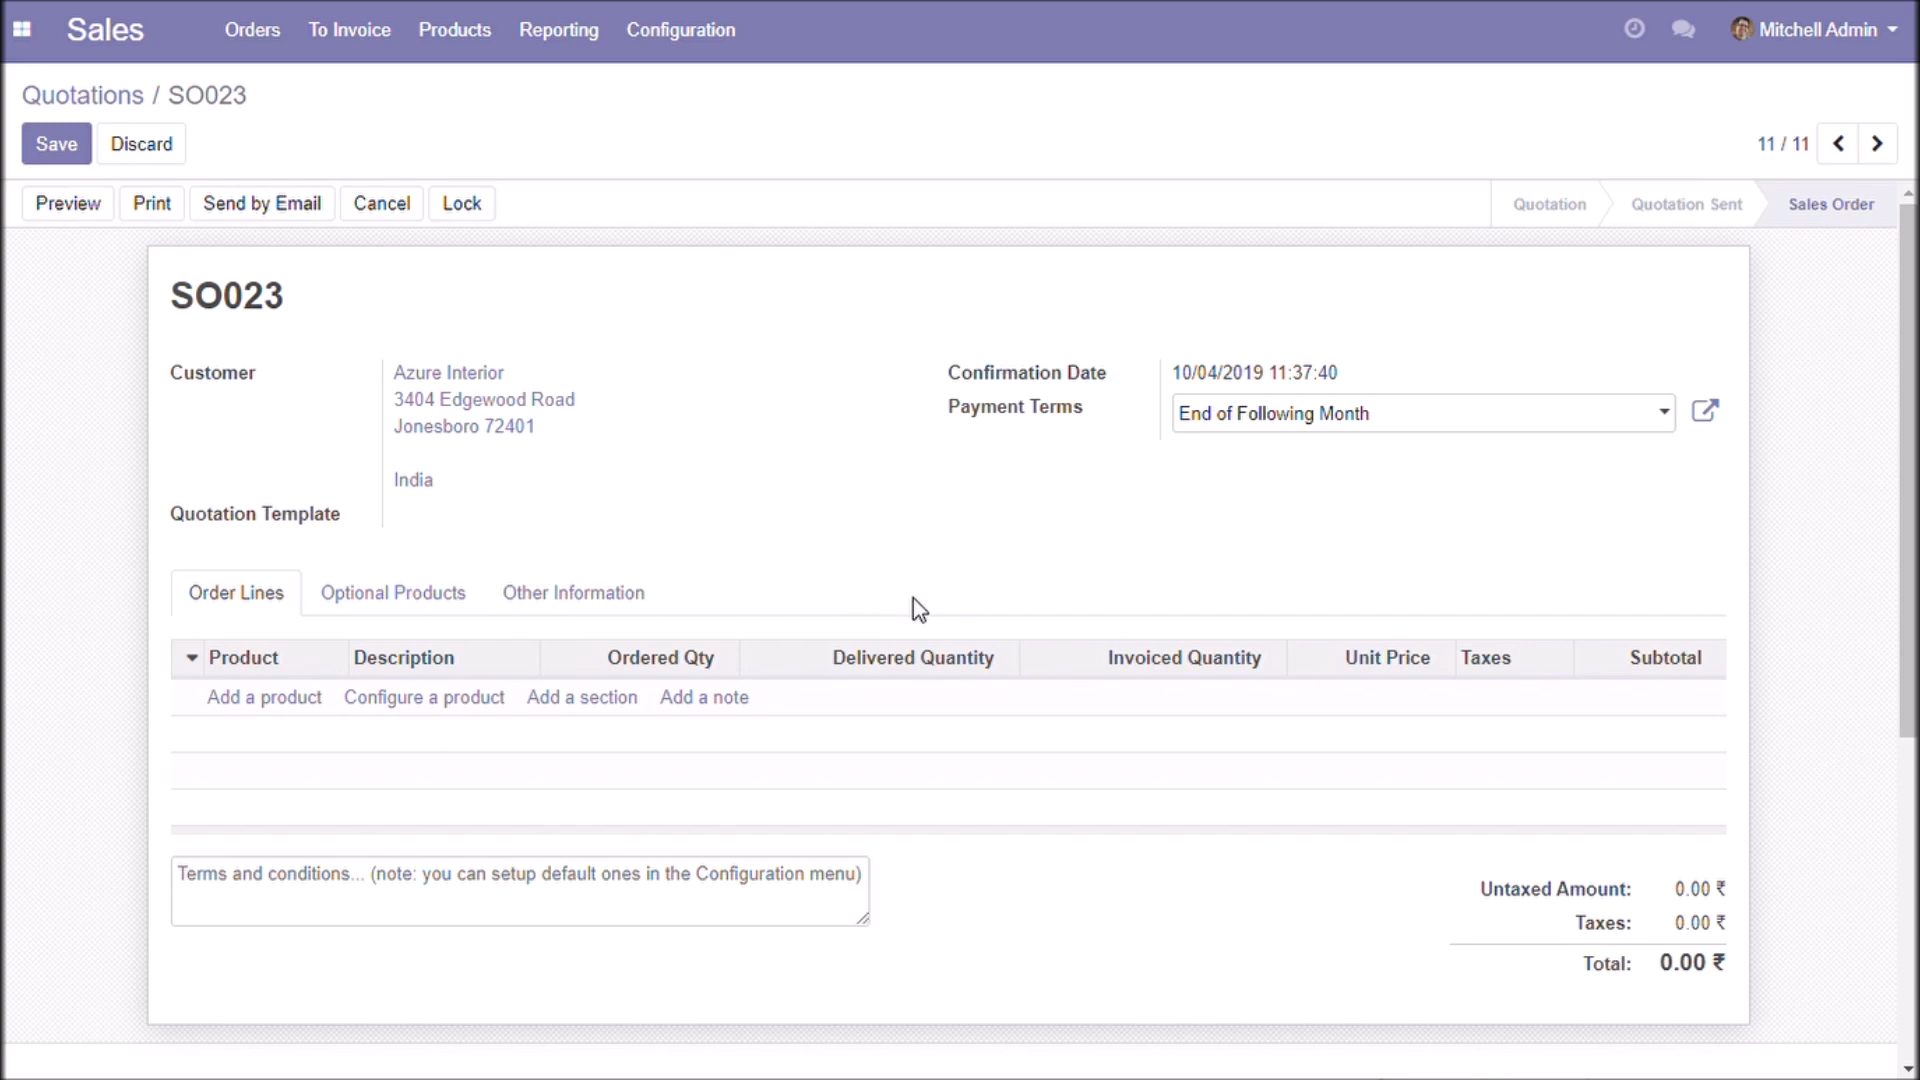 Sales Orders To Invoice Products Reporting Configuration Mitchell Admin
Quotations / SO023
Save Discard 11 / 11
Preview Print Send by Email Cancel Lock Quotation Quotation Sent Sales Order
SO023
Customer Azure Interior Confirmation Date 10/04/2019 11:37:40
3404 Edgewood Road Payment Terms End of Following Month
Jonesboro 72401
India
Quotation Template
Order Lines Optional Products Other Information
Product Description Ordered Qty Delivered Quantity Invoiced Quantity Unit Price Taxes Subtotal
Add a product Configure a product Add a section Add a note
Terms and conditions... (note: you can setup default ones in the Configuration menu)
Untaxed Amount: 0.00 ₹
Taxes: 0.00 ₹
Total: 0.00 ₹